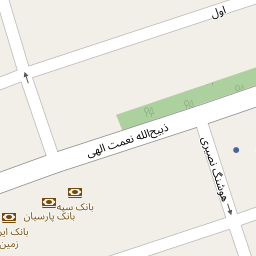 اول
ذبیح‌الله نعمت الهی
هوشنگ نصیری
بانک سپه
بانک پارسیان
بانک ایر
زمین